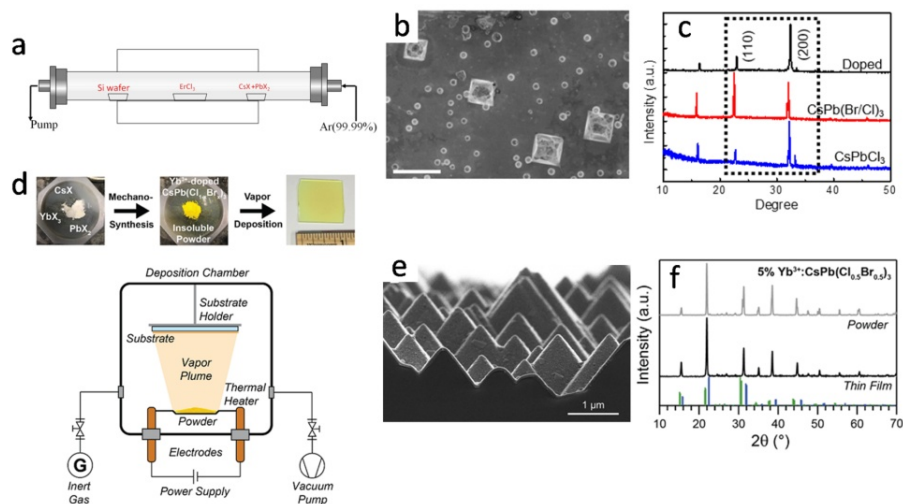 a
Si wafer
ErCl₃
CsX+PbX₂
Pump
Ar(99.99%)
b
c
Intensity (a.u.)
(110)
(200)
Doped
CsPb(Br/Cl)₃
CsPbCl₃
10 20 30 40 50
Degree
d
CsX
YbX₃
PbX₂
Mechano-
Synthesis
Yb³⁺-doped
Insoluble
Powder
Vapor
Deposition
Deposition Chamber
Substrate
Holder
Substrate
Vapor
Plume
Thermal
Heater
Powder
Electrodes
G
Inert
Gas
Power Supply
Vacuum
Pump
e
1 μm
f
Intensity (a.u.)
5% Yb³⁺:CsPb(Cl₀.₅Br₀.₅)₃
Powder
Thin Film
10 20 30 40 50 60 70
2θ (°)